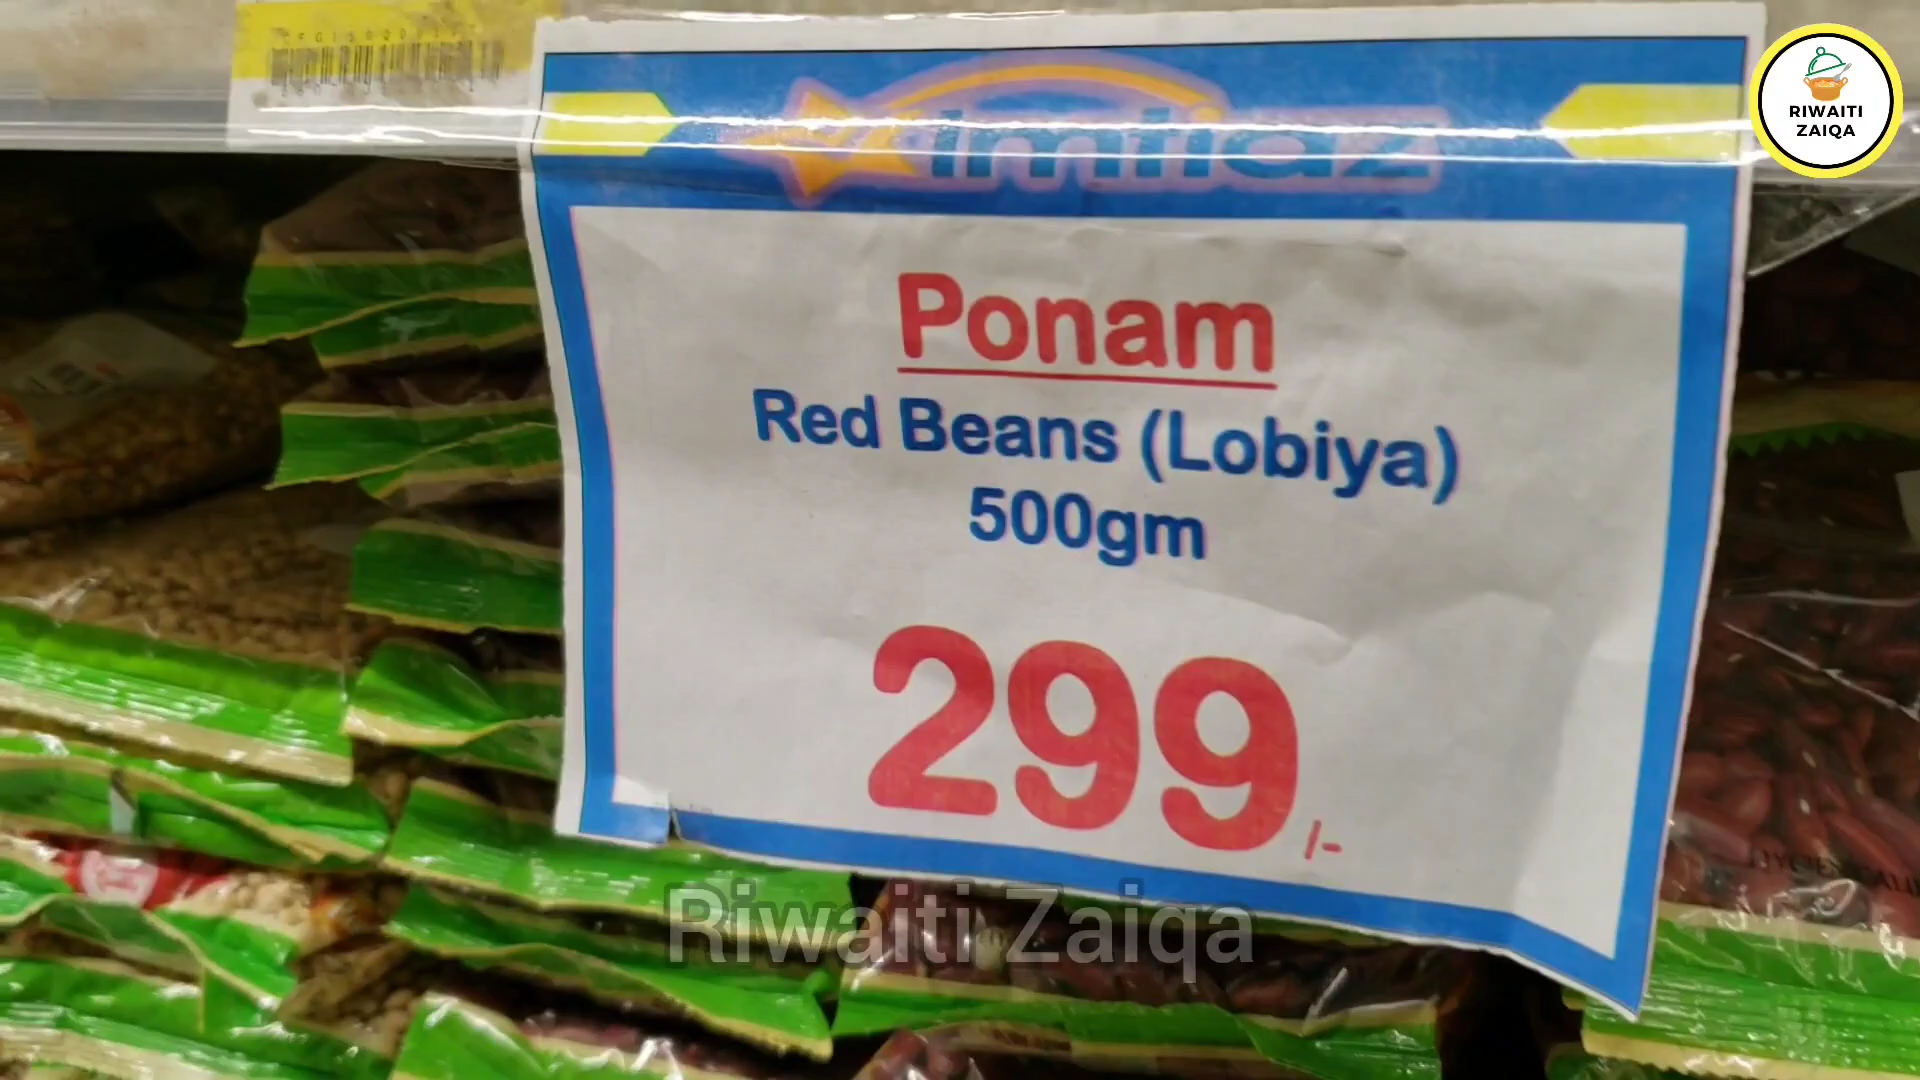 imtiaz
RIWAITI
ZAIQA
Ponam
Red Beans (Lobiya)
500gm
299/-
Riwaiti Zaiqa